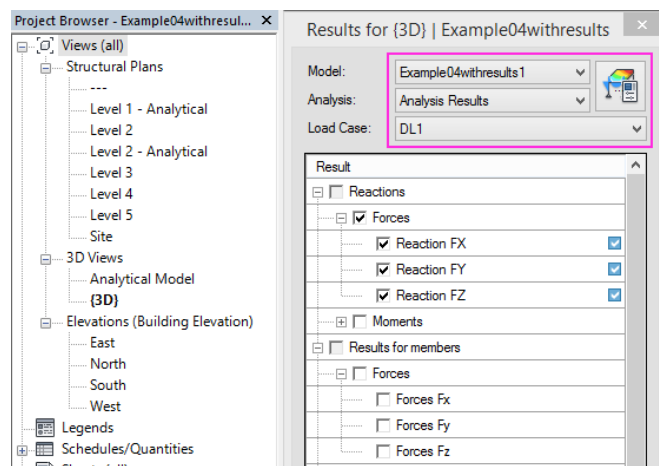 Project Browser - Example04withresul...
Views (all)
Structural Plans
---
Level 1 - Analytical
Level 2
Level 2 - Analytical
Level 3
Level 4
Level 5
Site
3D Views
Analytical Model
{3D}
Elevations (Building Elevation)
East
North
South
West
Legends
Schedules/Quantities
Results for {3D} | Example04withresults
Model: Example04withresults1
Analysis: Analysis Results
Load Case: DL1
Result
Reactions
Forces
Reaction FX
Reaction FY
Reaction FZ
Moments
Results for members
Forces
Forces Fx
Forces Fy
Forces Fz